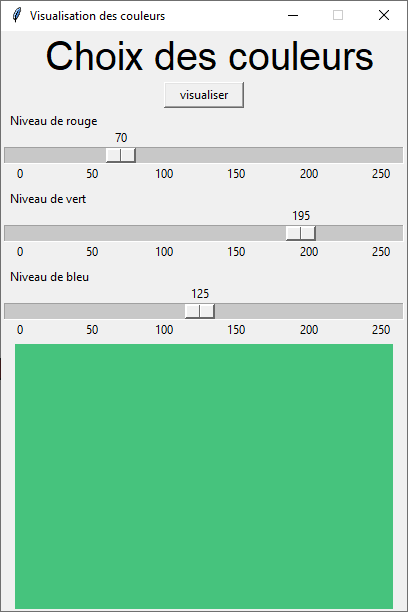 Visualisation des couleurs
Choix des couleurs
visualiser
Niveau de rouge
70
0 50 100 150 200 250
Niveau de vert
195
0 50 100 150 200 250
Niveau de bleu
125
0 50 100 150 200 250